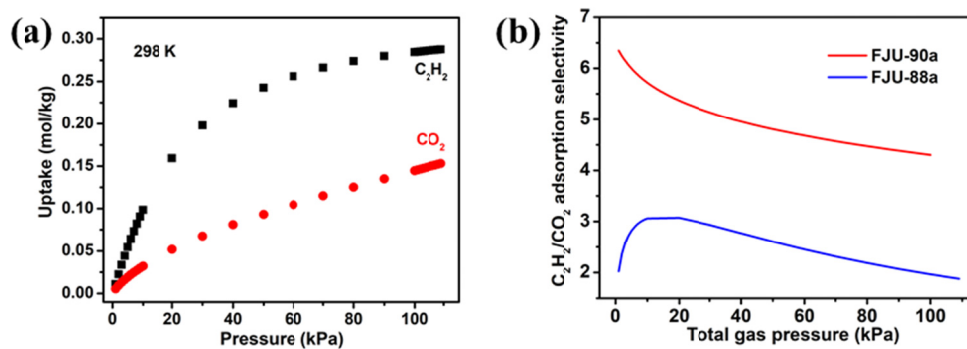 (a)
298 K
C₂H₂
CO₂
Uptake (mol/kg)
0.30
0.25
0.20
0.15
0.10
0.05
0.00
0 20 40 60 80 100
Pressure (kPa)
(b)
FJU-90a
FJU-88a
C₂H₂/CO₂ adsorption selectivity
7
6
5
4
3
2
0 20 40 60 80 100
Total gas pressure (kPa)